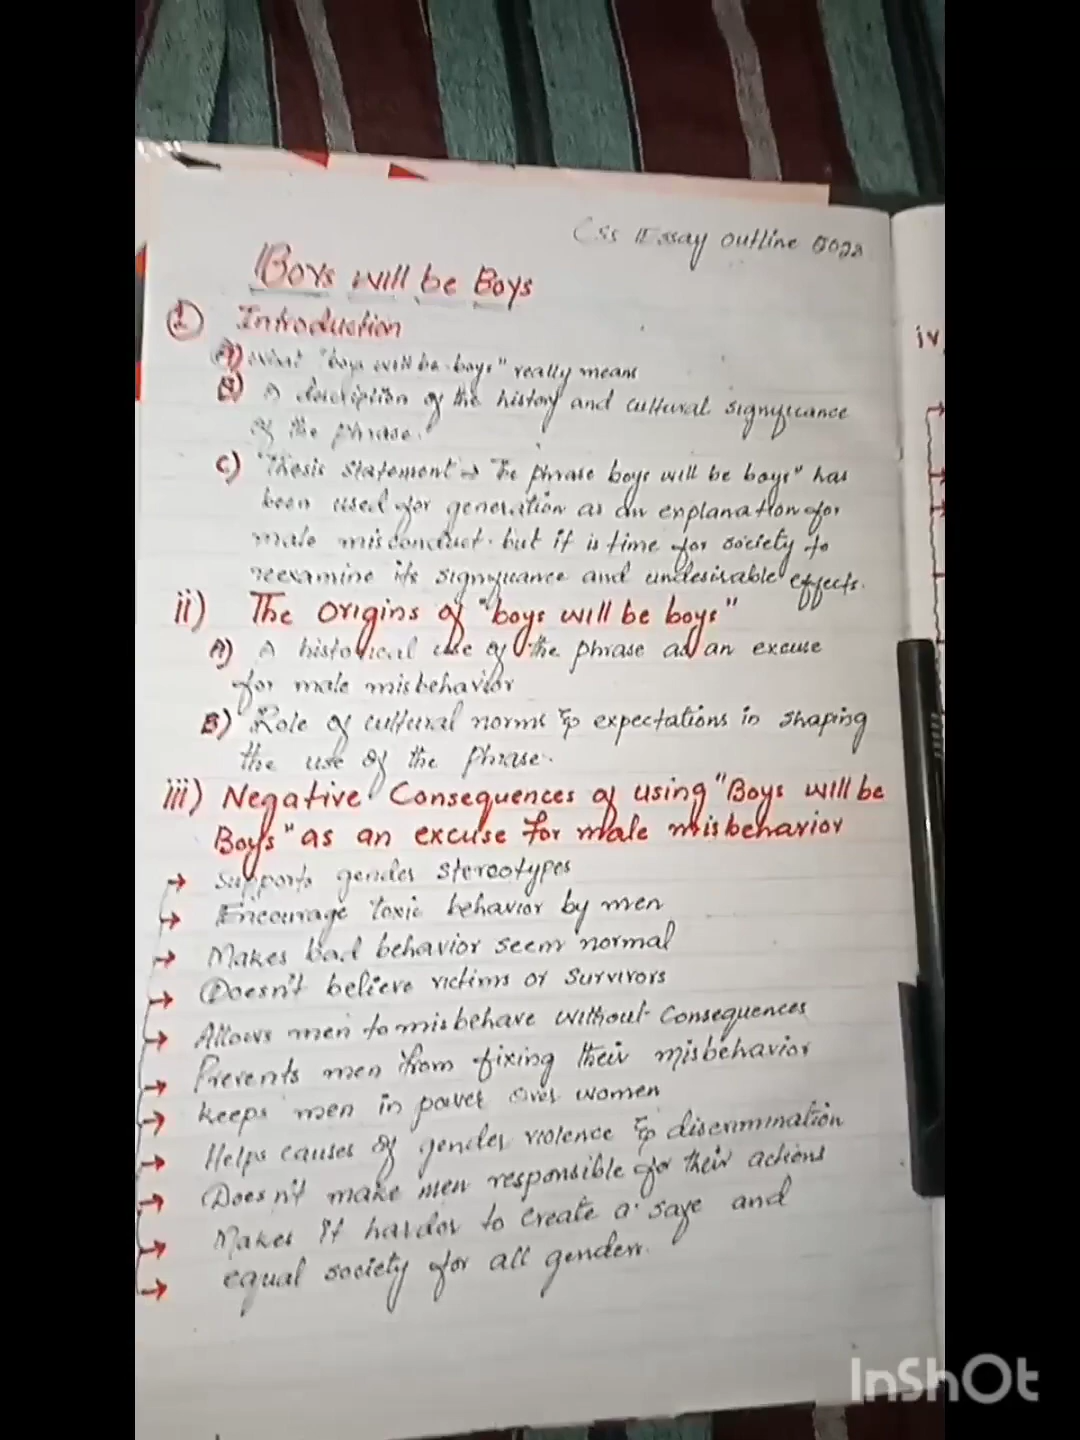 Css Essay outline
Boys will be Boys
1 Introduction
A) What "boys will be boys" really means
B) A description of the history and cultural significance
of the phrase.
C) Thesis statement → The phrase boys will be boys" has
been used for generation as an explanation for
male misconduct. but it is time for society to
reexamine its significance and undesirable effects.
ii) The origins of "boys will be boys"
A) A historical use of the phrase as an excuse
for male misbehavior
B) Role of cultural norms & expectations in shaping
the use of the phrase.
iii) Negative Consequences of using "Boys will be
Boys" as an excuse for male misbehavior
→ Supports gender stereotypes
→ Encourage toxic behavior by men
→ Makes bad behavior seem normal
→ Doesn't believe victims or survivors
→ Allows men to misbehave without consequences
→ Prevents men from fixing their misbehavior
→ keeps men in power over women
→ Helps causes of gender violence & discrimination
→ Doesn't make men responsible for their actions
→ Makes it harder to create a safe and
→ equal society for all genders.
iv
InShOt